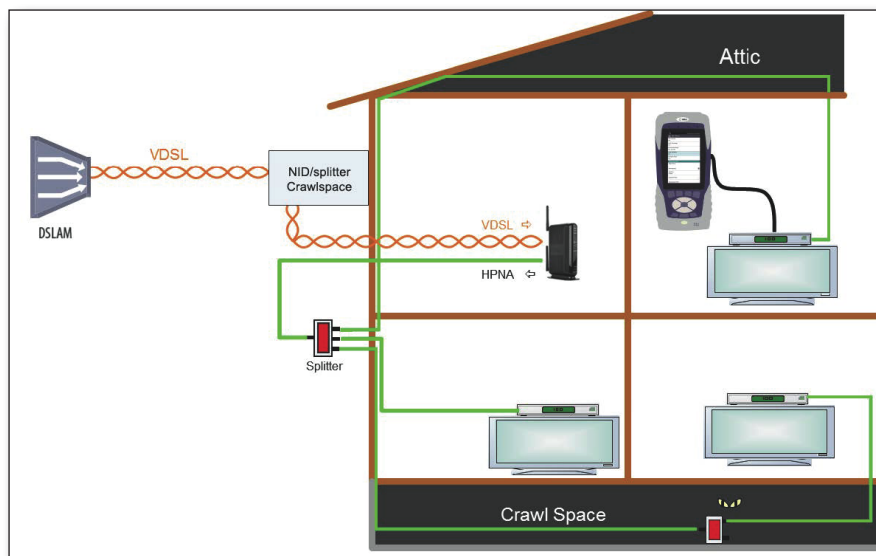 Attic
VDSL
NID/splitter
Crawlspace
DSLAM
VDSL ⇨
HPNA ⇦
Splitter
Crawl Space